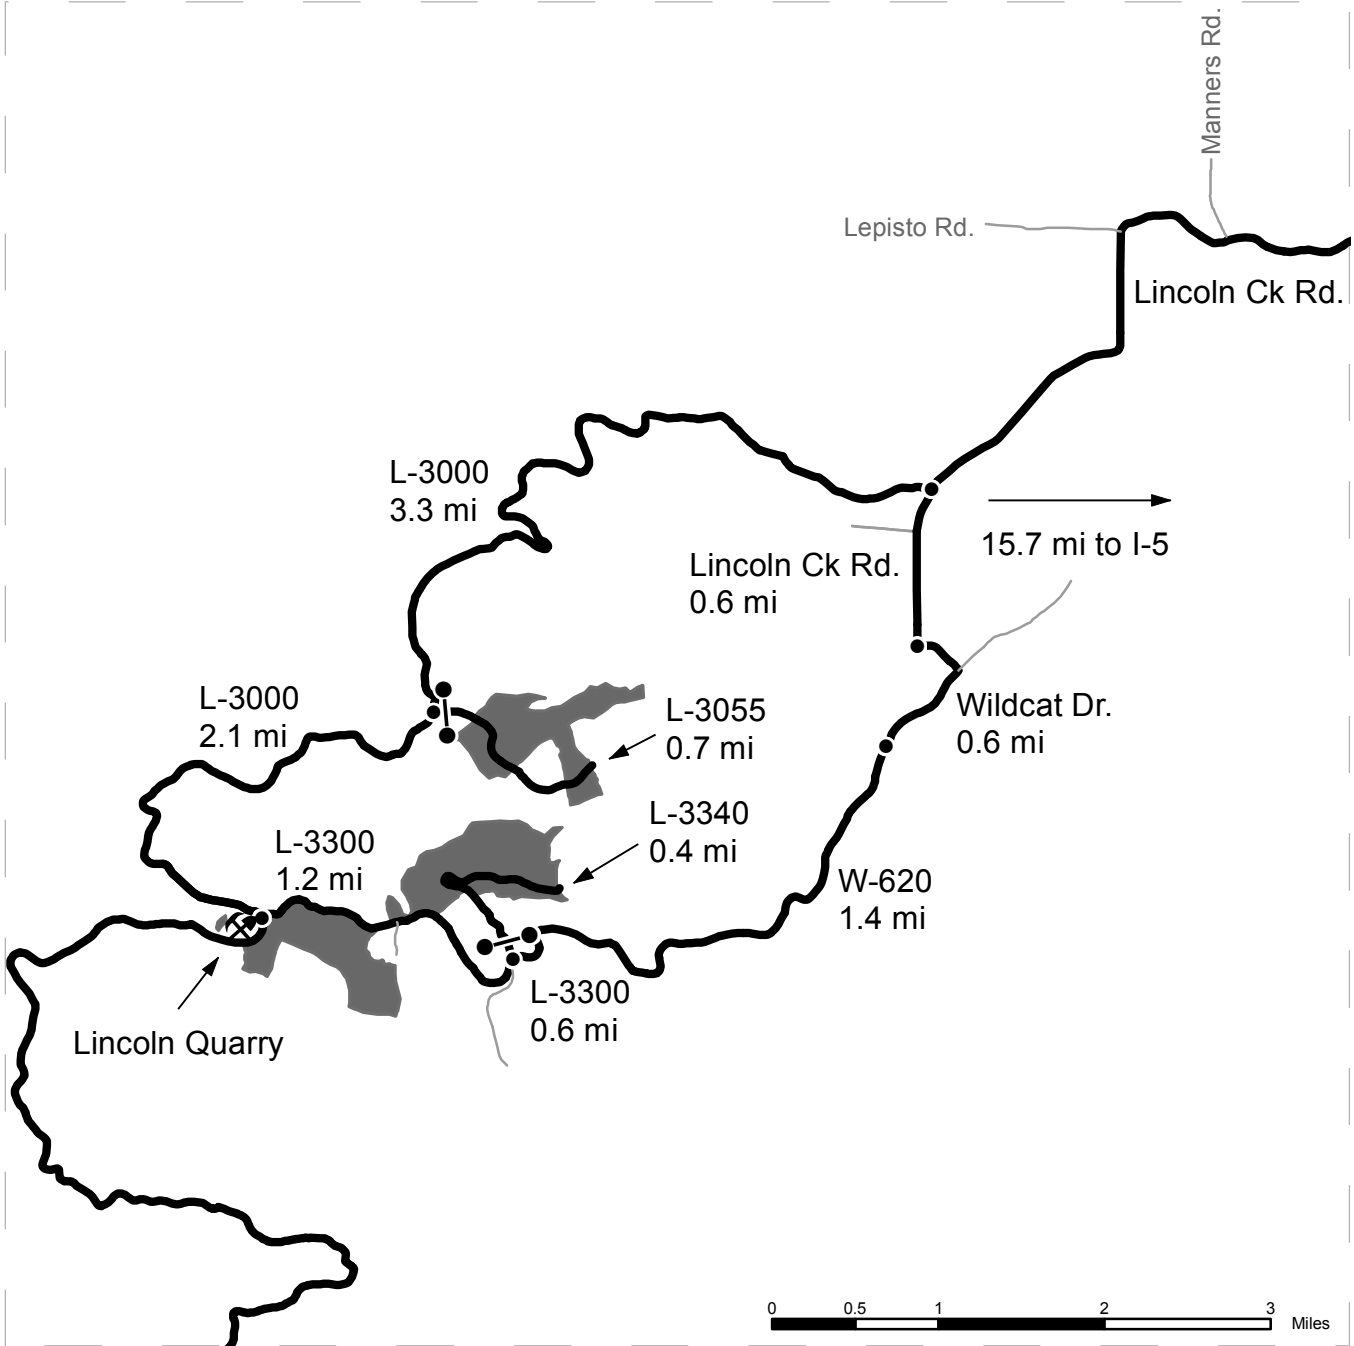 Manners Rd.
Lepisto Rd.
Lincoln Ck Rd.
L-3000
3.3 mi
15.7 mi to I-5
Lincoln Ck Rd.
0.6 mi
L-3000
2.1 mi
L-3055
0.7 mi
Wildcat Dr.
0.6 mi
L-3340
0.4 mi
L-3300
1.2 mi
W-620
1.4 mi
L-3300
0.6 mi
Lincoln Quarry
0 0.5 1 2 3
Miles